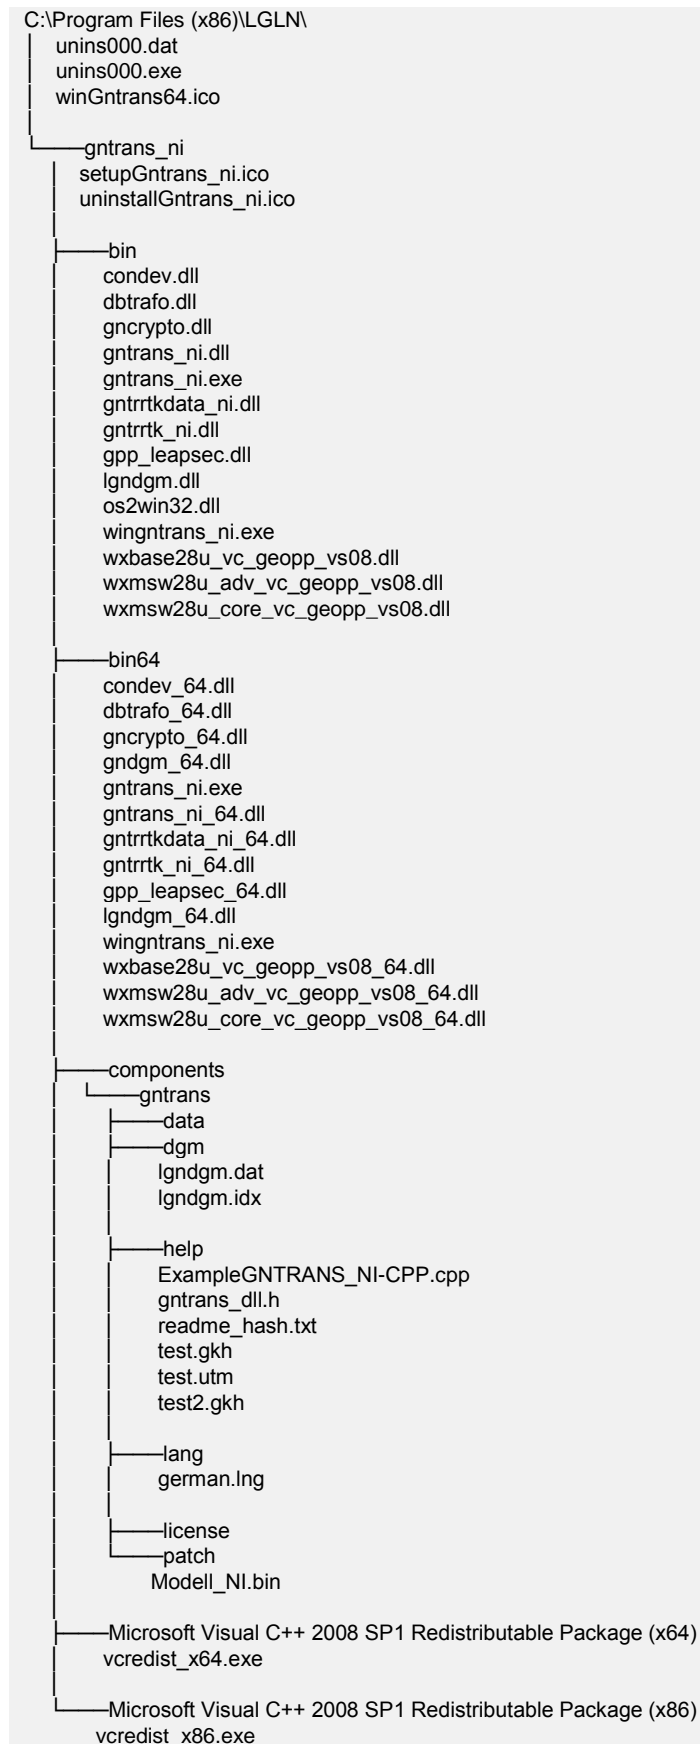 C:\Program Files (x86)\LGLN\
unins000.dat
unins000.exe
winGntrans64.ico
gntrans_ni
setupGntrans_ni.ico
uninstallGntrans_ni.ico
bin
condev.dll
dbtrafo.dll
gncrypto.dll
gntrans_ni.dll
gntrans_ni.exe
gntrrtkdata_ni.dll
gntrrtk_ni.dll
gpp_leapsec.dll
lgndgm.dll
os2win32.dll
wingntrans_ni.exe
wxbase28u_vc_geopp_vs08.dll
wxmsw28u_adv_vc_geopp_vs08.dll
wxmsw28u_core_vc_geopp_vs08.dll
bin64
condev_64.dll
dbtrafo_64.dll
gncrypto_64.dll
gndgm_64.dll
gntrans_ni.exe
gntrans_ni_64.dll
gntrrtkdata_ni_64.dll
gntrrtk_ni_64.dll
gpp_leapsec_64.dll
lgndgm_64.dll
wingntrans_ni.exe
wxbase28u_vc_geopp_vs08_64.dll
wxmsw28u_adv_vc_geopp_vs08_64.dll
wxmsw28u_core_vc_geopp_vs08_64.dll
components
gntrans
data
dgm
lgndgm.dat
lgndgm.idx
help
ExampleGNTRANS_NI-CPP.cpp
gntrans_dll.h
readme_hash.txt
test.gkh
test.utm
test2.gkh
lang
german.lng
license
patch
Modell_NI.bin
Microsoft Visual C++ 2008 SP1 Redistributable Package (x64)
vcredist_x64.exe
Microsoft Visual C++ 2008 SP1 Redistributable Package (x86)
vcredist_x86.exe